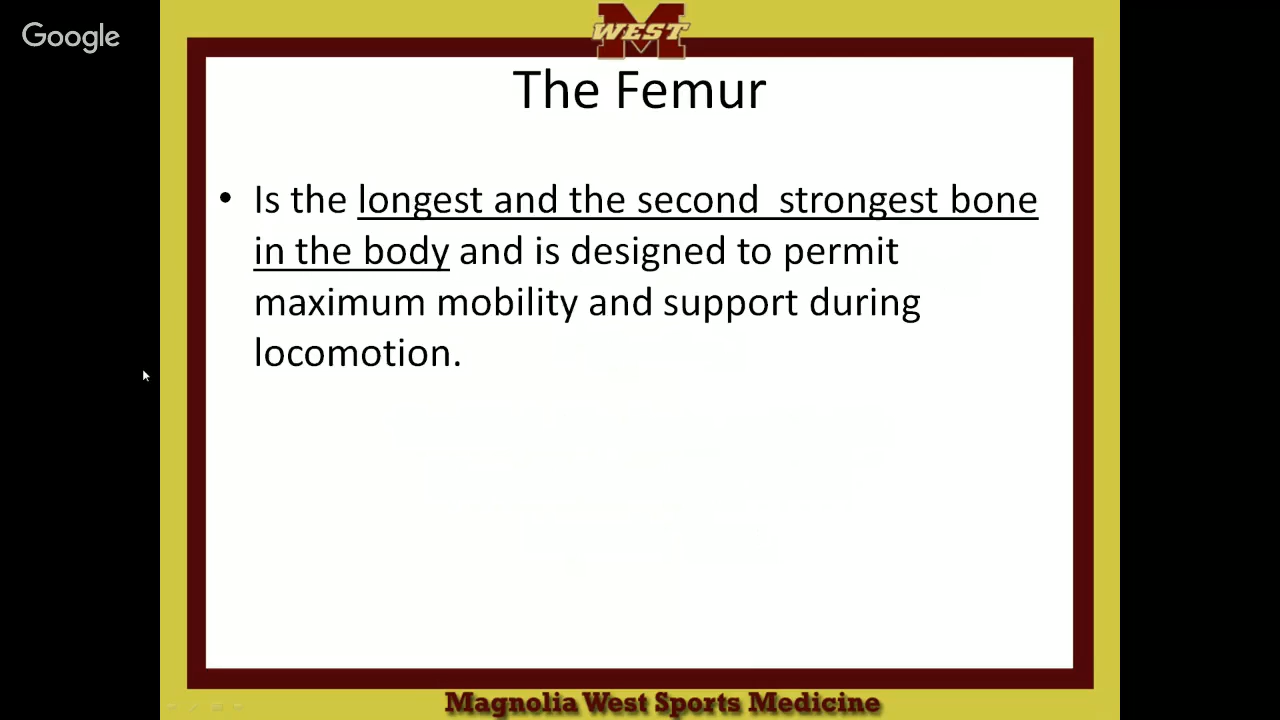 Google
M
WEST
The Femur
• Is the longest and the second strongest bone
in the body and is designed to permit
maximum mobility and support during
locomotion.
Magnolia West Sports Medicine